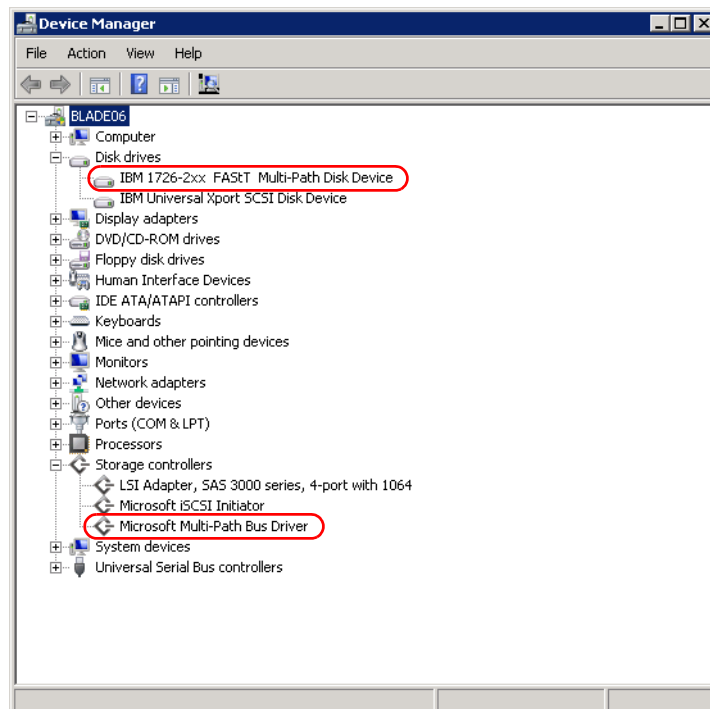 Device Manager
File Action View Help
BLADE06
Computer
Disk drives
IBM 1726-2xx FAStT Multi-Path Disk Device
IBM Universal Xport SCSI Disk Device
Display adapters
DVD/CD-ROM drives
Floppy disk drives
Human Interface Devices
IDE ATA/ATAPI controllers
Keyboards
Mice and other pointing devices
Monitors
Network adapters
Other devices
Ports (COM & LPT)
Processors
Storage controllers
LSI Adapter, SAS 3000 series, 4-port with 1064
Microsoft iSCSI Initiator
Microsoft Multi-Path Bus Driver
System devices
Universal Serial Bus controllers